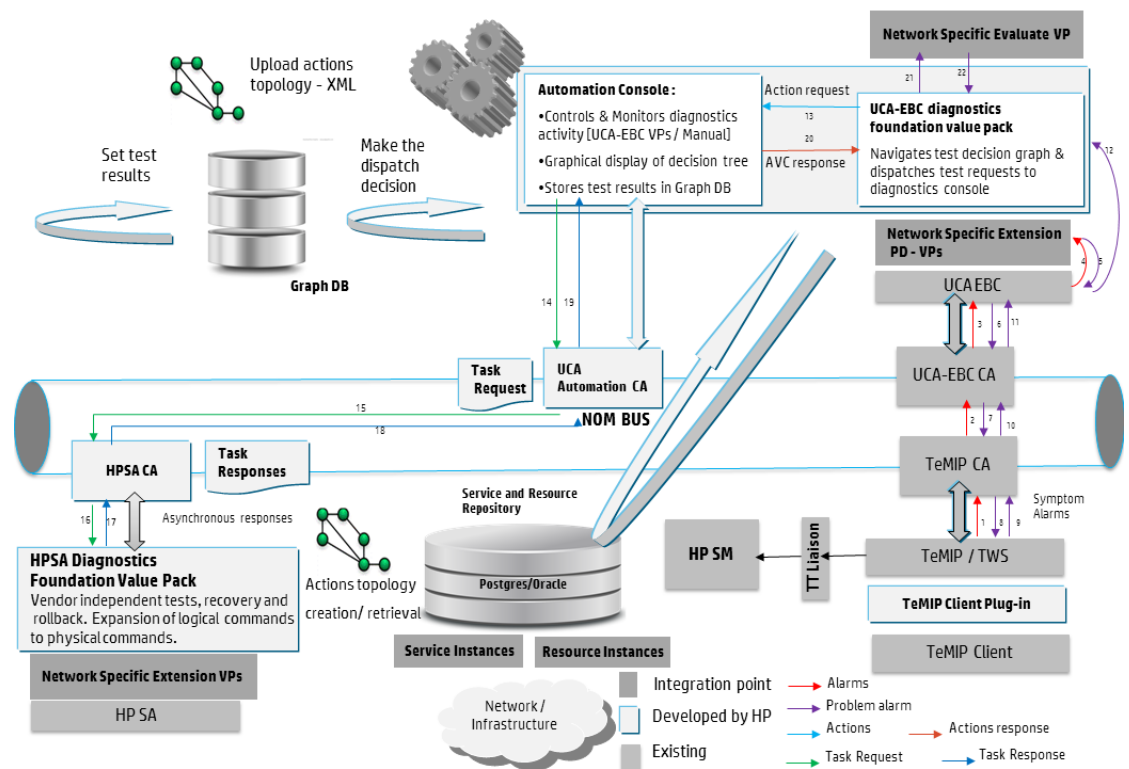 Network Specific Evaluate VP
21
22
Upload actions
topology - XML
Automation Console :
•Controls & Monitors diagnostics
activity [UCA-EBC VPs / Manual]
•Graphical display of decision tree
•Stores test results in Graph DB
Action request
13
20
AVC response
UCA-EBC diagnostics
foundation value pack
Navigates test decision graph &
dispatches test requests to
diagnostics console
12
Set test
results
Make the
dispatch
decision
Graph DB
Network Specific Extension
PD - VPs
4
5
UCA EBC
14
19
3
6
11
Task
Request
UCA
Automation CA
UCA-EBC CA
15
NOM BUS
18
2
7
10
HPSA CA
Task
Responses
TeMIP CA
Service and Resource
Repository
16
17
Asynchronous responses
Symptom
Alarms
1
8
9
HPSA Diagnostics
Foundation Value Pack
Vendor independent tests, recovery and
rollback. Expansion of logical commands
to physical commands.
Actions topology
creation/ retrieval
Postgres/Oracle
HP SM
TT Liaison
TeMIP / TWS
TeMIP Client Plug-in
Network Specific Extension VPs
HP SA
Service Instances
Resource Instances
TeMIP Client
Network /
Infrastructure
Integration point
Developed by HP
Existing
Alarms
Problem alarm
Actions
Actions response
Task Request
Task Response